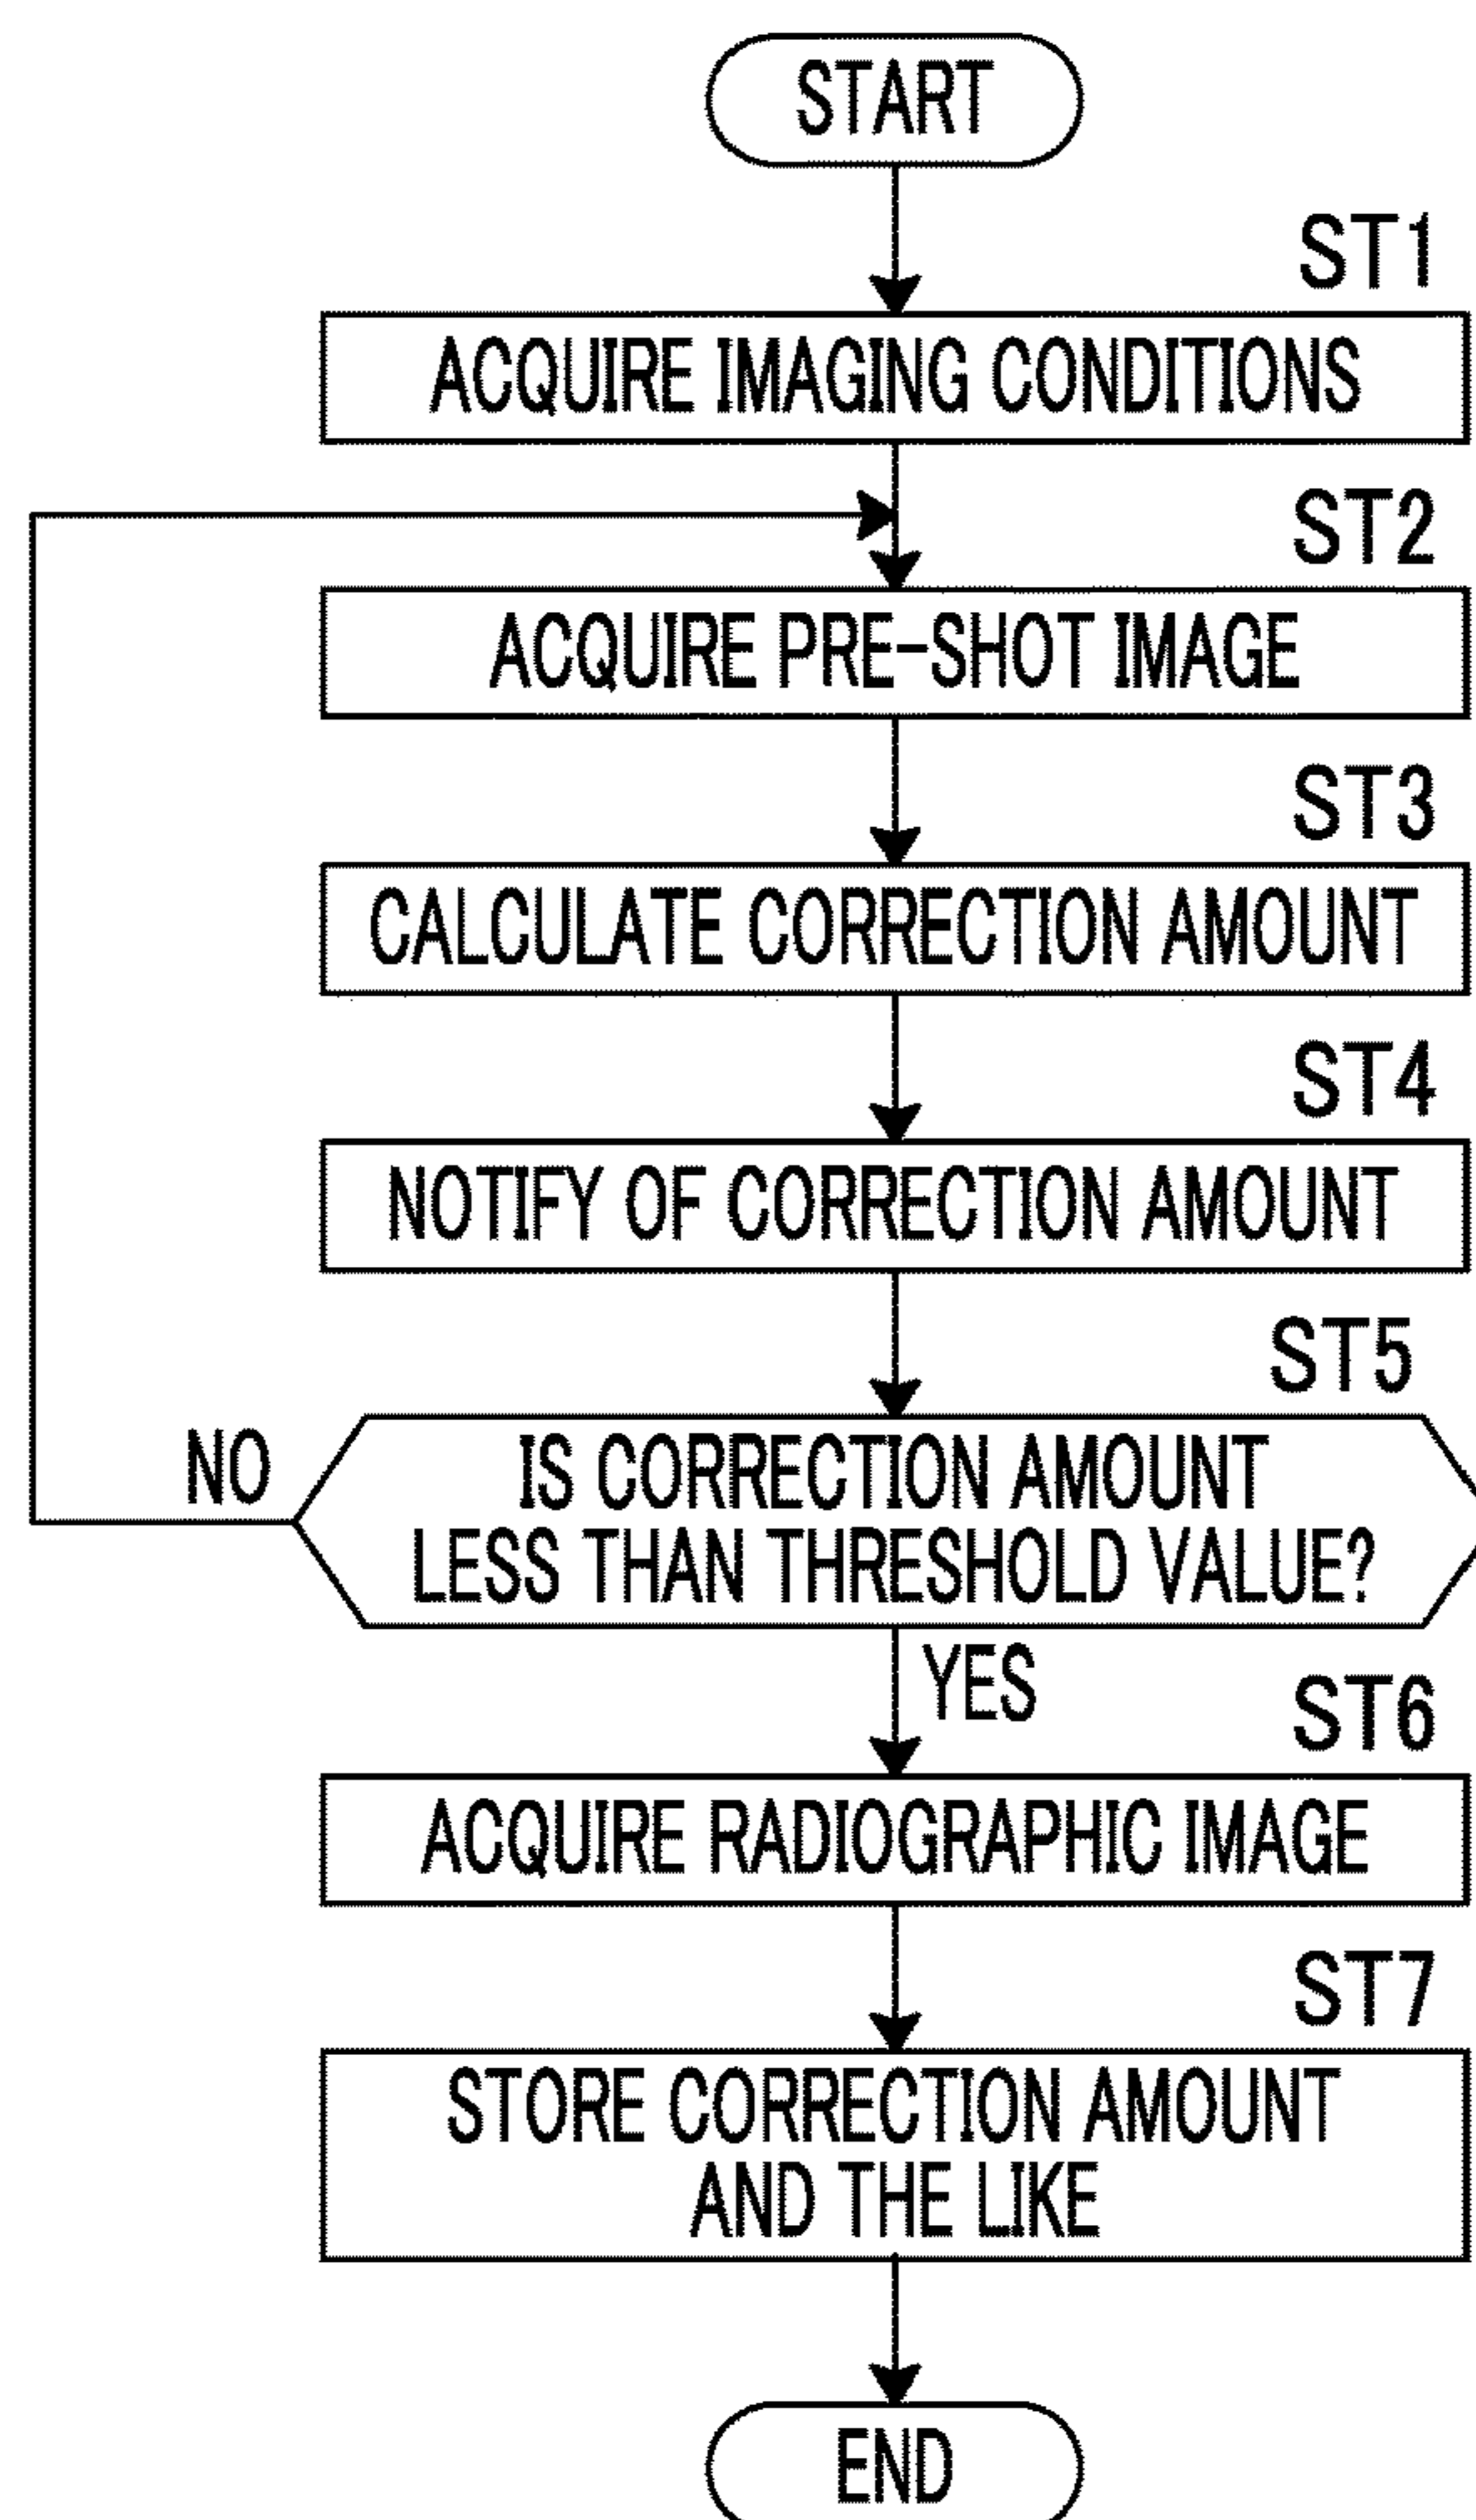 START
ST1
ACQUIRE IMAGING CONDITIONS
ST2
ACQUIRE PRE-SHOT IMAGE
ST3
CALCULATE CORRECTION AMOUNT
ST4
NOTIFY OF CORRECTION AMOUNT
ST5
NO
IS CORRECTION AMOUNT
LESS THAN THRESHOLD VALUE?
YES
ST6
ACQUIRE RADIOGRAPHIC IMAGE
ST7
STORE CORRECTION AMOUNT
AND THE LIKE
END